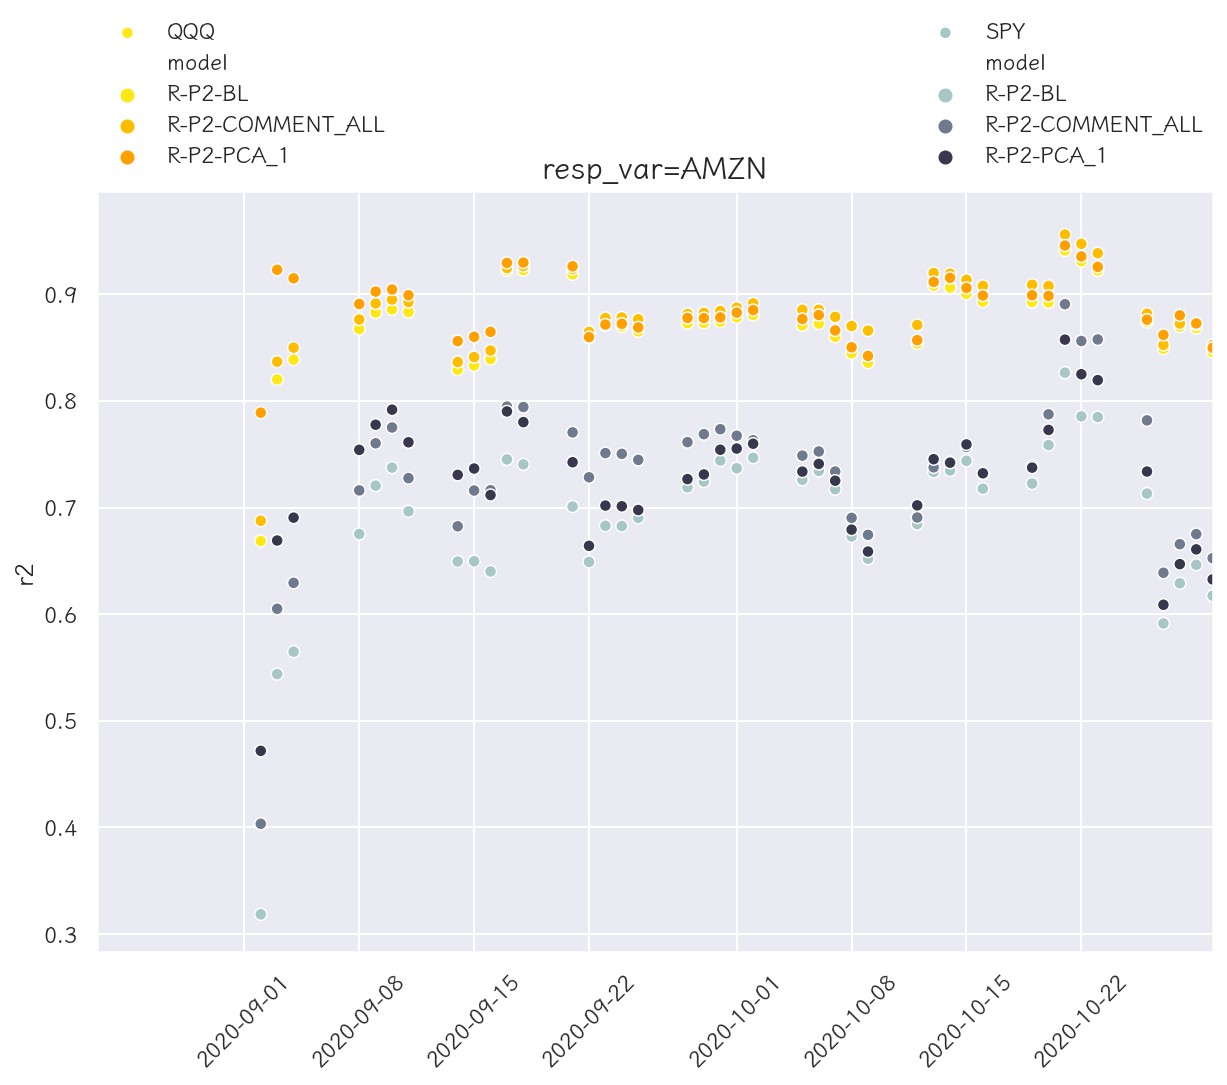 QQQ
model
R-P2-BL
R-P2-COMMENT_ALL
R-P2-PCA_1
SPY
model
R-P2-BL
R-P2-COMMENT_ALL
R-P2-PCA_1
resp_var=AMZN
0.9
0.8
0.7
0.6
0.5
0.4
0.3
r2
2020-09-01
2020-09-08
2020-09-15
2020-09-22
2020-10-01
2020-10-08
2020-10-15
2020-10-22